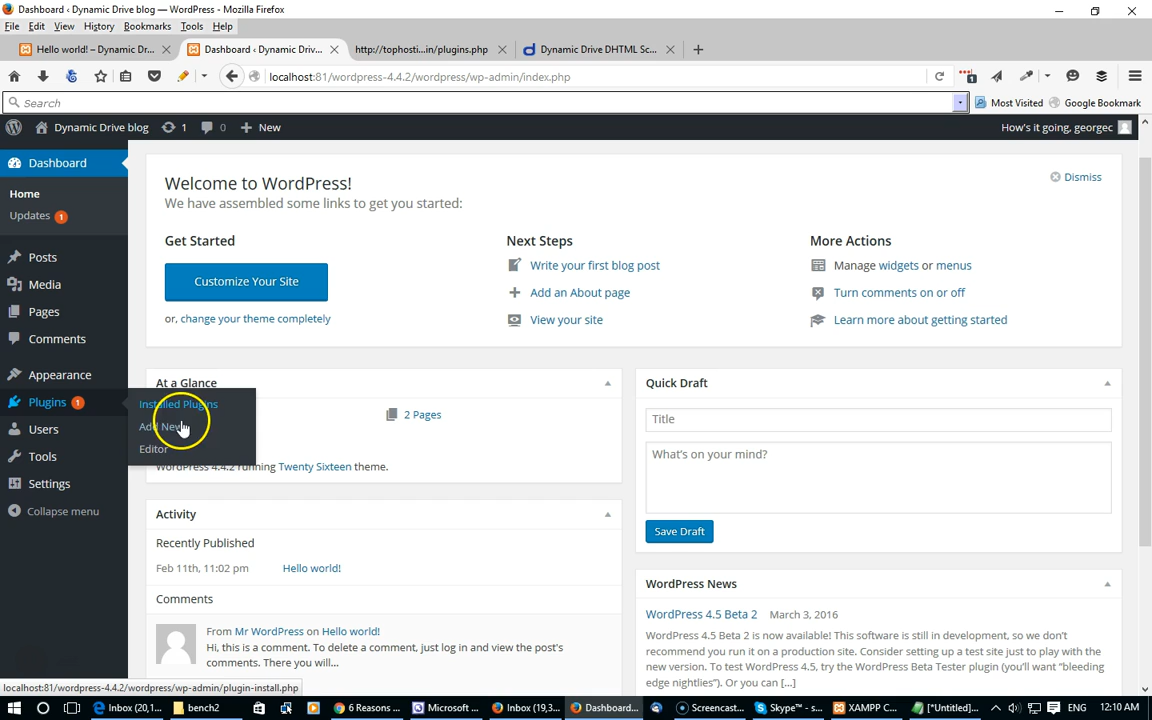 Dashboard ‹ Dynamic Drive blog — WordPress - Mozilla Firefox
File Edit View History Bookmarks Tools Help
Hello world! – Dynamic Dr... Dashboard ‹ Dynamic Driv... http://tophosti...in/plugins.php Dynamic Drive DHTML Sc...
localhost:81/wordpress-4.4.2/wordpress/wp-admin/index.php
1
Search
Most Visited Google Bookmark
Dynamic Drive blog 1 0 + New How's it going, georgec
Dashboard
Home
Updates 1
Posts
Media
Pages
Comments
Appearance
Plugins 1
Users
Tools
Settings
Collapse menu
Installed Plugins
Add New
Editor
Welcome to WordPress!
We have assembled some links to get you started:
Dismiss
Get Started
Customize Your Site
or, change your theme completely
Next Steps
Write your first blog post
Add an About page
View your site
More Actions
Manage widgets or menus
Turn comments on or off
Learn more about getting started
At a Glance
2 Pages
WordPress 4.4.2 running Twenty Sixteen theme.
Activity
Recently Published
Feb 11th, 11:02 pm Hello world!
Comments
From Mr WordPress on Hello world!
Hi, this is a comment. To delete a comment, just log in and view the post's
comments. There you will...
Quick Draft
Title
What's on your mind?
Save Draft
WordPress News
WordPress 4.5 Beta 2 March 3, 2016
WordPress 4.5 Beta 2 is now available! This software is still in development, so we don't
recommend you run it on a production site. Consider setting up a test site just to play with the
new version. To test WordPress 4.5, try the WordPress Beta Tester plugin (you'll want "bleeding
edge nightlies"). Or you can [...]
localhost:81/wordpress-4.4.2/wordpress/wp-admin/plugin-install.php
Inbox (20,1... bench2 6 Reasons ... Microsoft ... Inbox (19,3... Dashboard... Screencast... Skype™ - s... XAMPP C... *Untitled]... ENG 12:10 AM